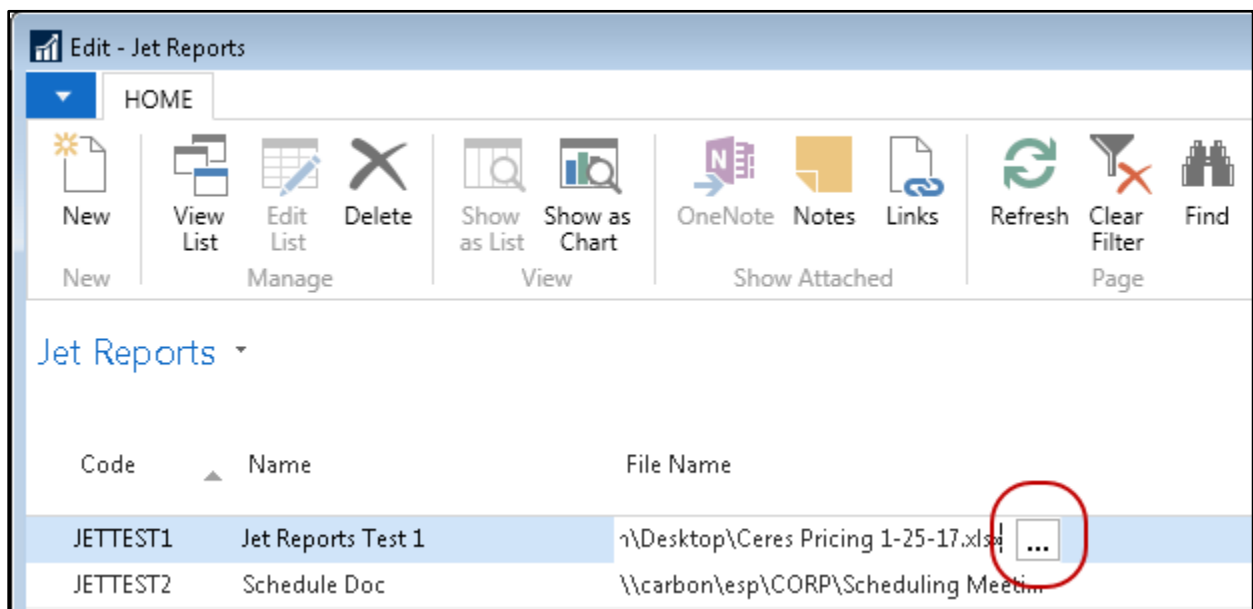 Edit - Jet Reports
HOME
New View Edit Delete Show Show as OneNote Notes Links Refresh Clear Find
List List as List Chart Filter
New Manage View Show Attached Page
Jet Reports
Code Name File Name
JETTEST1 Jet Reports Test 1 \Desktop\Ceres Pricing 1-25-17.xlsx ...
JETTEST2 Schedule Doc \\carbon\esp\CORP\Scheduling Meeti...